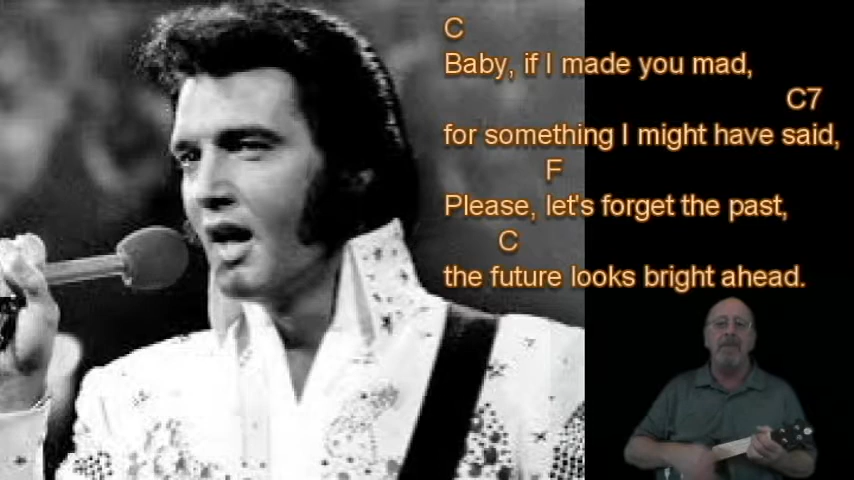 C
Baby, if I made you mad,
C7
for something I might have said,
F
Please, let's forget the past,
C
the future looks bright ahead.